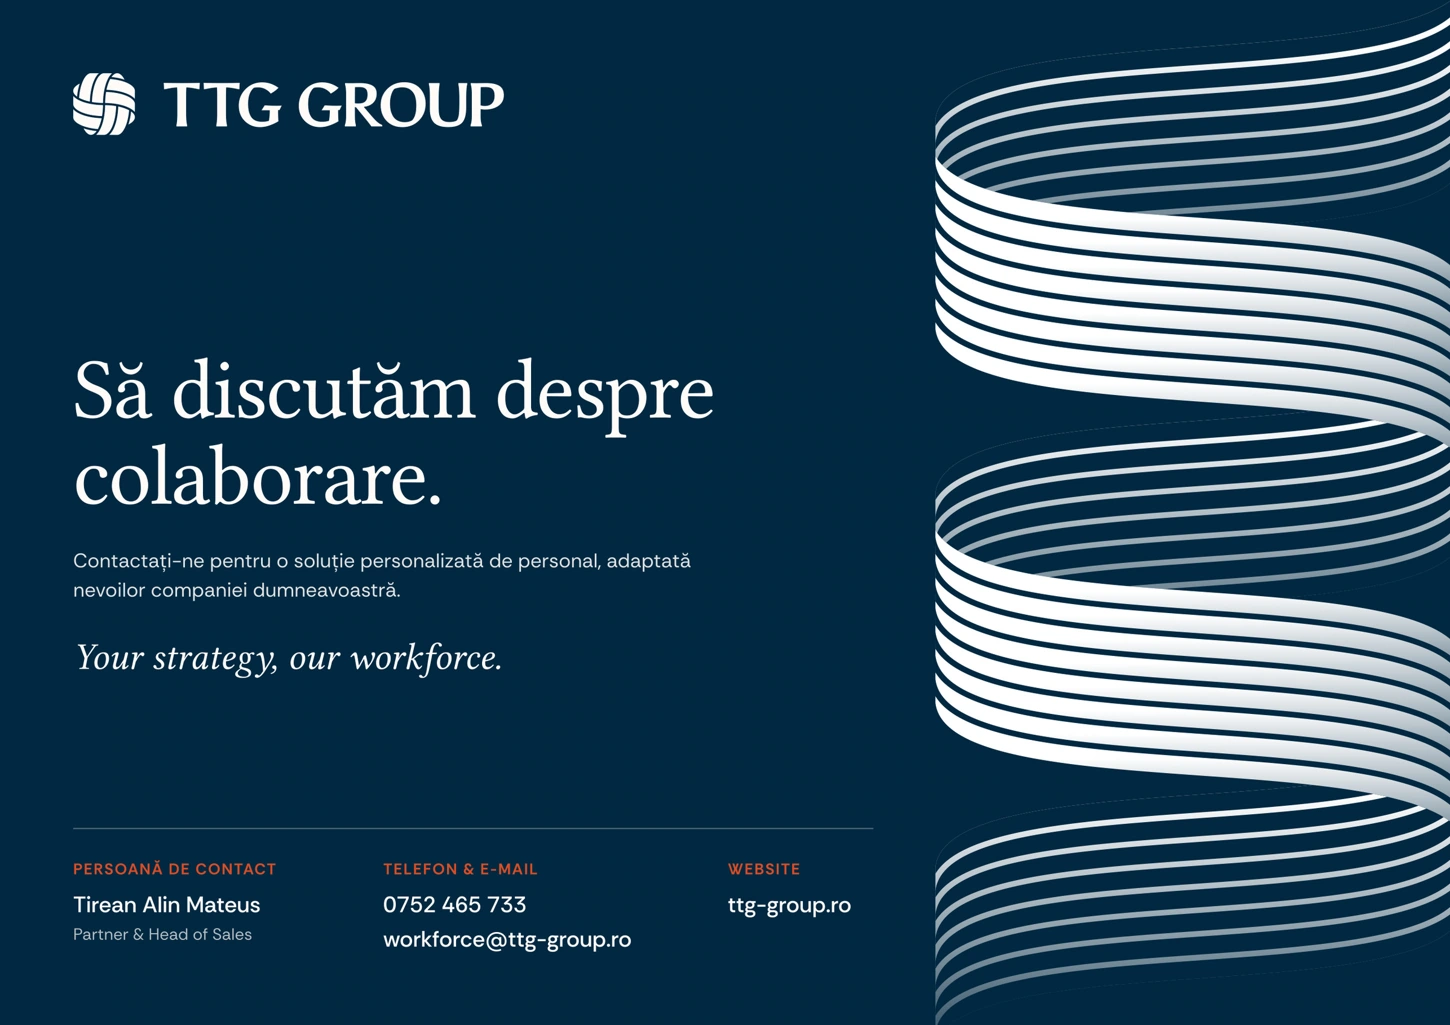 TTG GROUP
Să discutăm despre
colaborare.
Contactați-ne pentru o soluție personalizată de personal, adaptată
nevoilor companiei dumneavoastră.
Your strategy, our workforce.
PERSOANĂ DE CONTACT
Tirean Alin Mateus
Partner & Head of Sales
TELEFON & E-MAIL
0752 465 733
workforce@ttg-group.ro
WEBSITE
ttg-group.ro